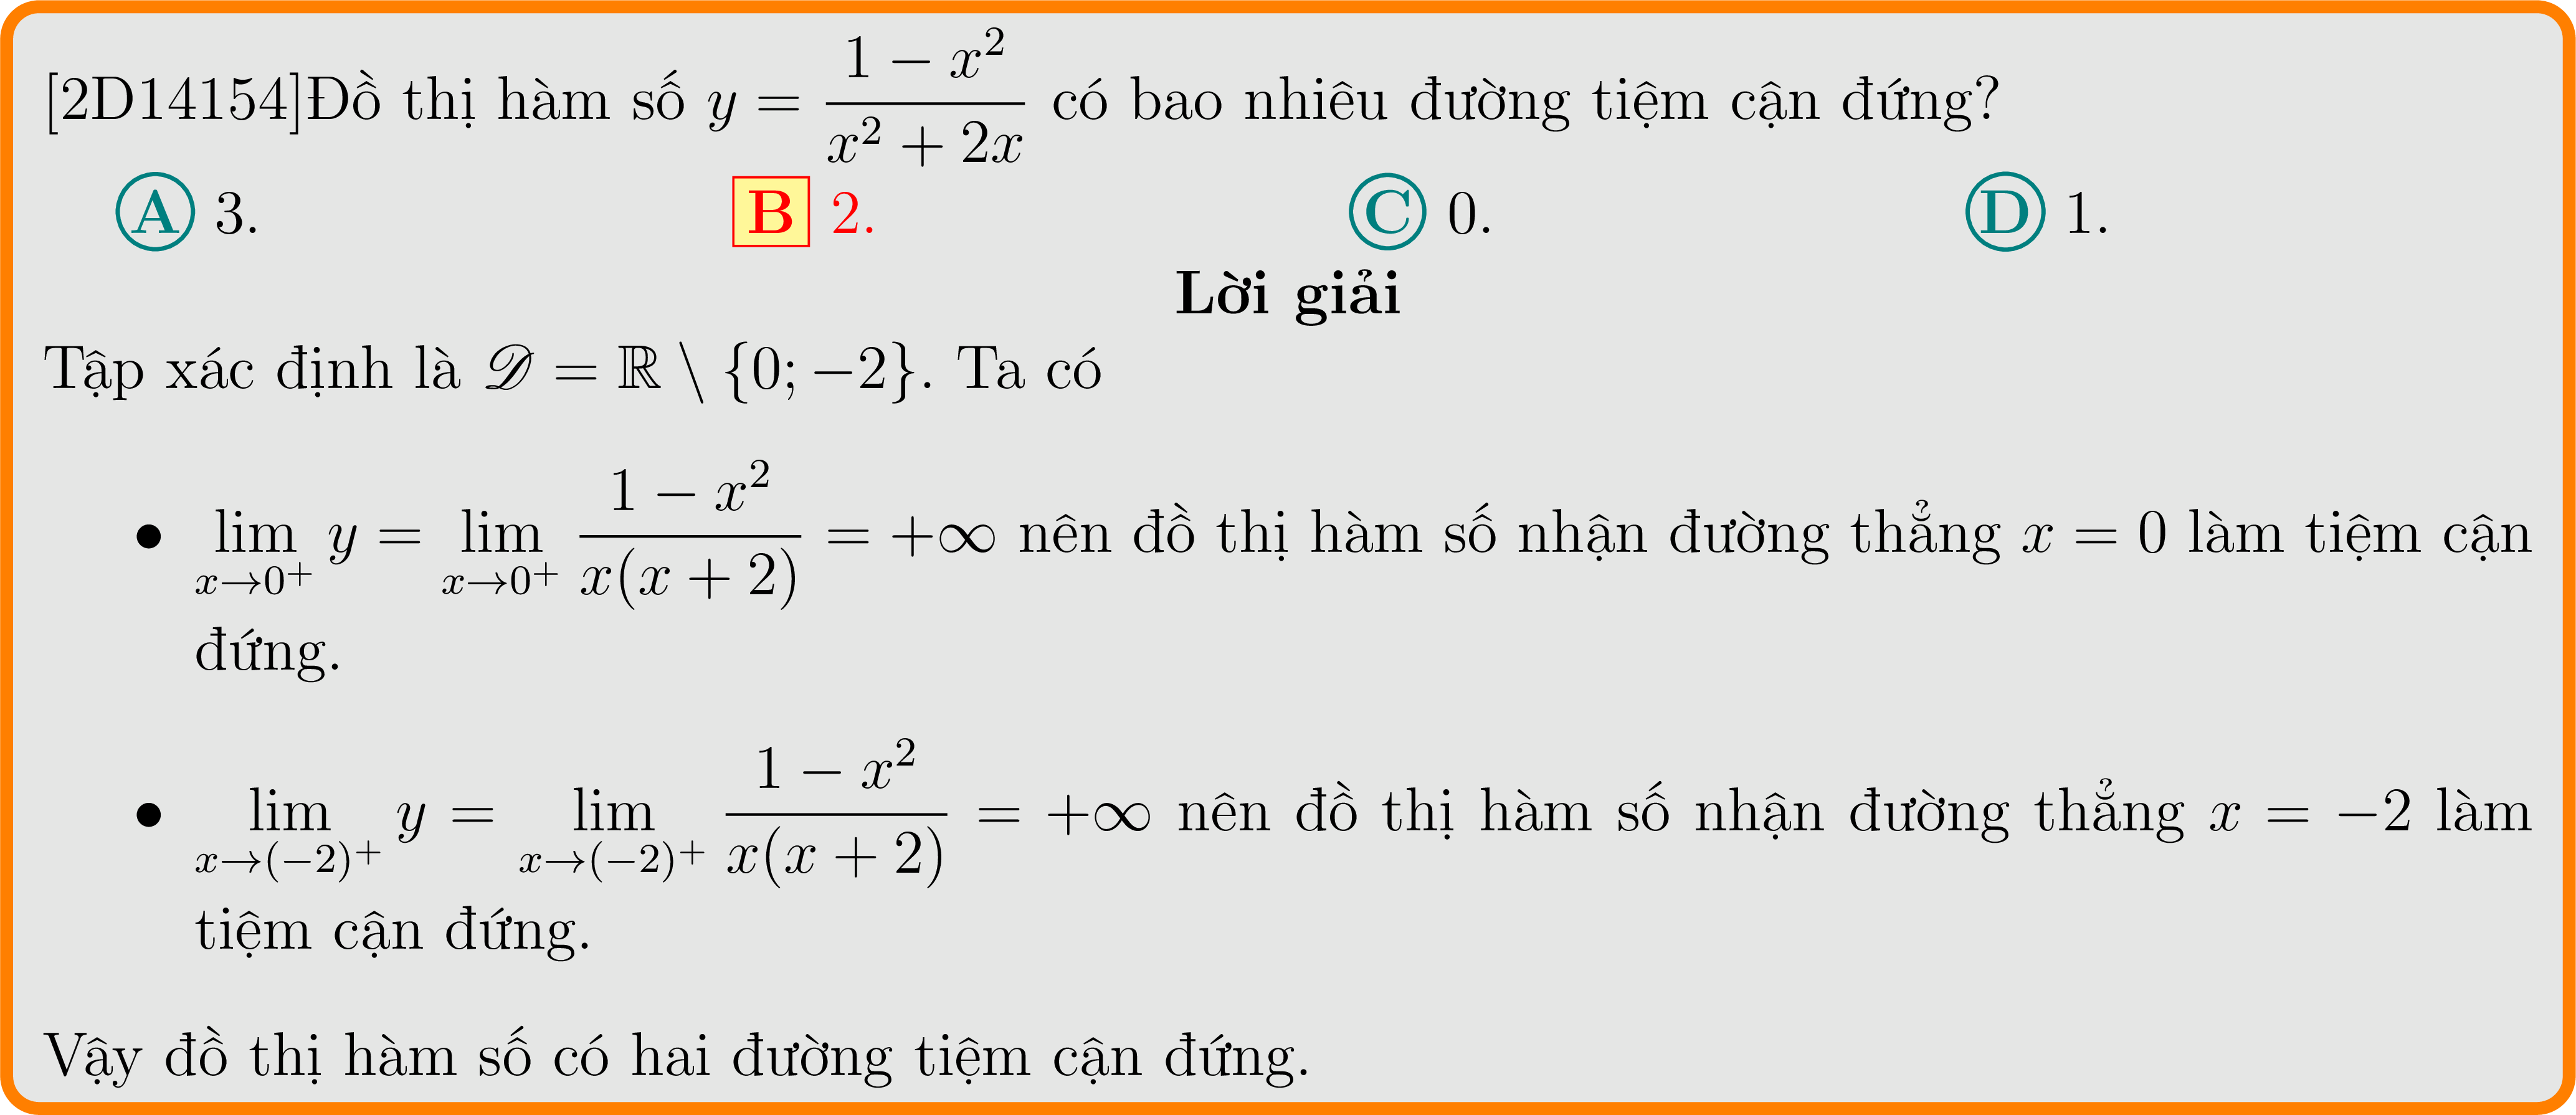 [2D14154]Đồ thị hàm số $y = \dfrac{1 - x^2}{x^2 + 2x}$ có bao nhiêu đường tiệm cận đứng?
A 3. B 2. C 0. D 1.
Lời giải
Tập xác định là $\mathscr{D} = \mathbb{R} \setminus \{0; -2\}$. Ta có
• $\lim\limits_{x \to 0^+} y = \lim\limits_{x \to 0^+} \dfrac{1 - x^2}{x(x + 2)} = +\infty$ nên đồ thị hàm số nhận đường thẳng $x = 0$ làm tiệm cận
đứng.
• $\lim\limits_{x \to (-2)^+} y = \lim\limits_{x \to (-2)^+} \dfrac{1 - x^2}{x(x + 2)} = +\infty$ nên đồ thị hàm số nhận đường thẳng $x = -2$ làm
tiệm cận đứng.
Vậy đồ thị hàm số có hai đường tiệm cận đứng.